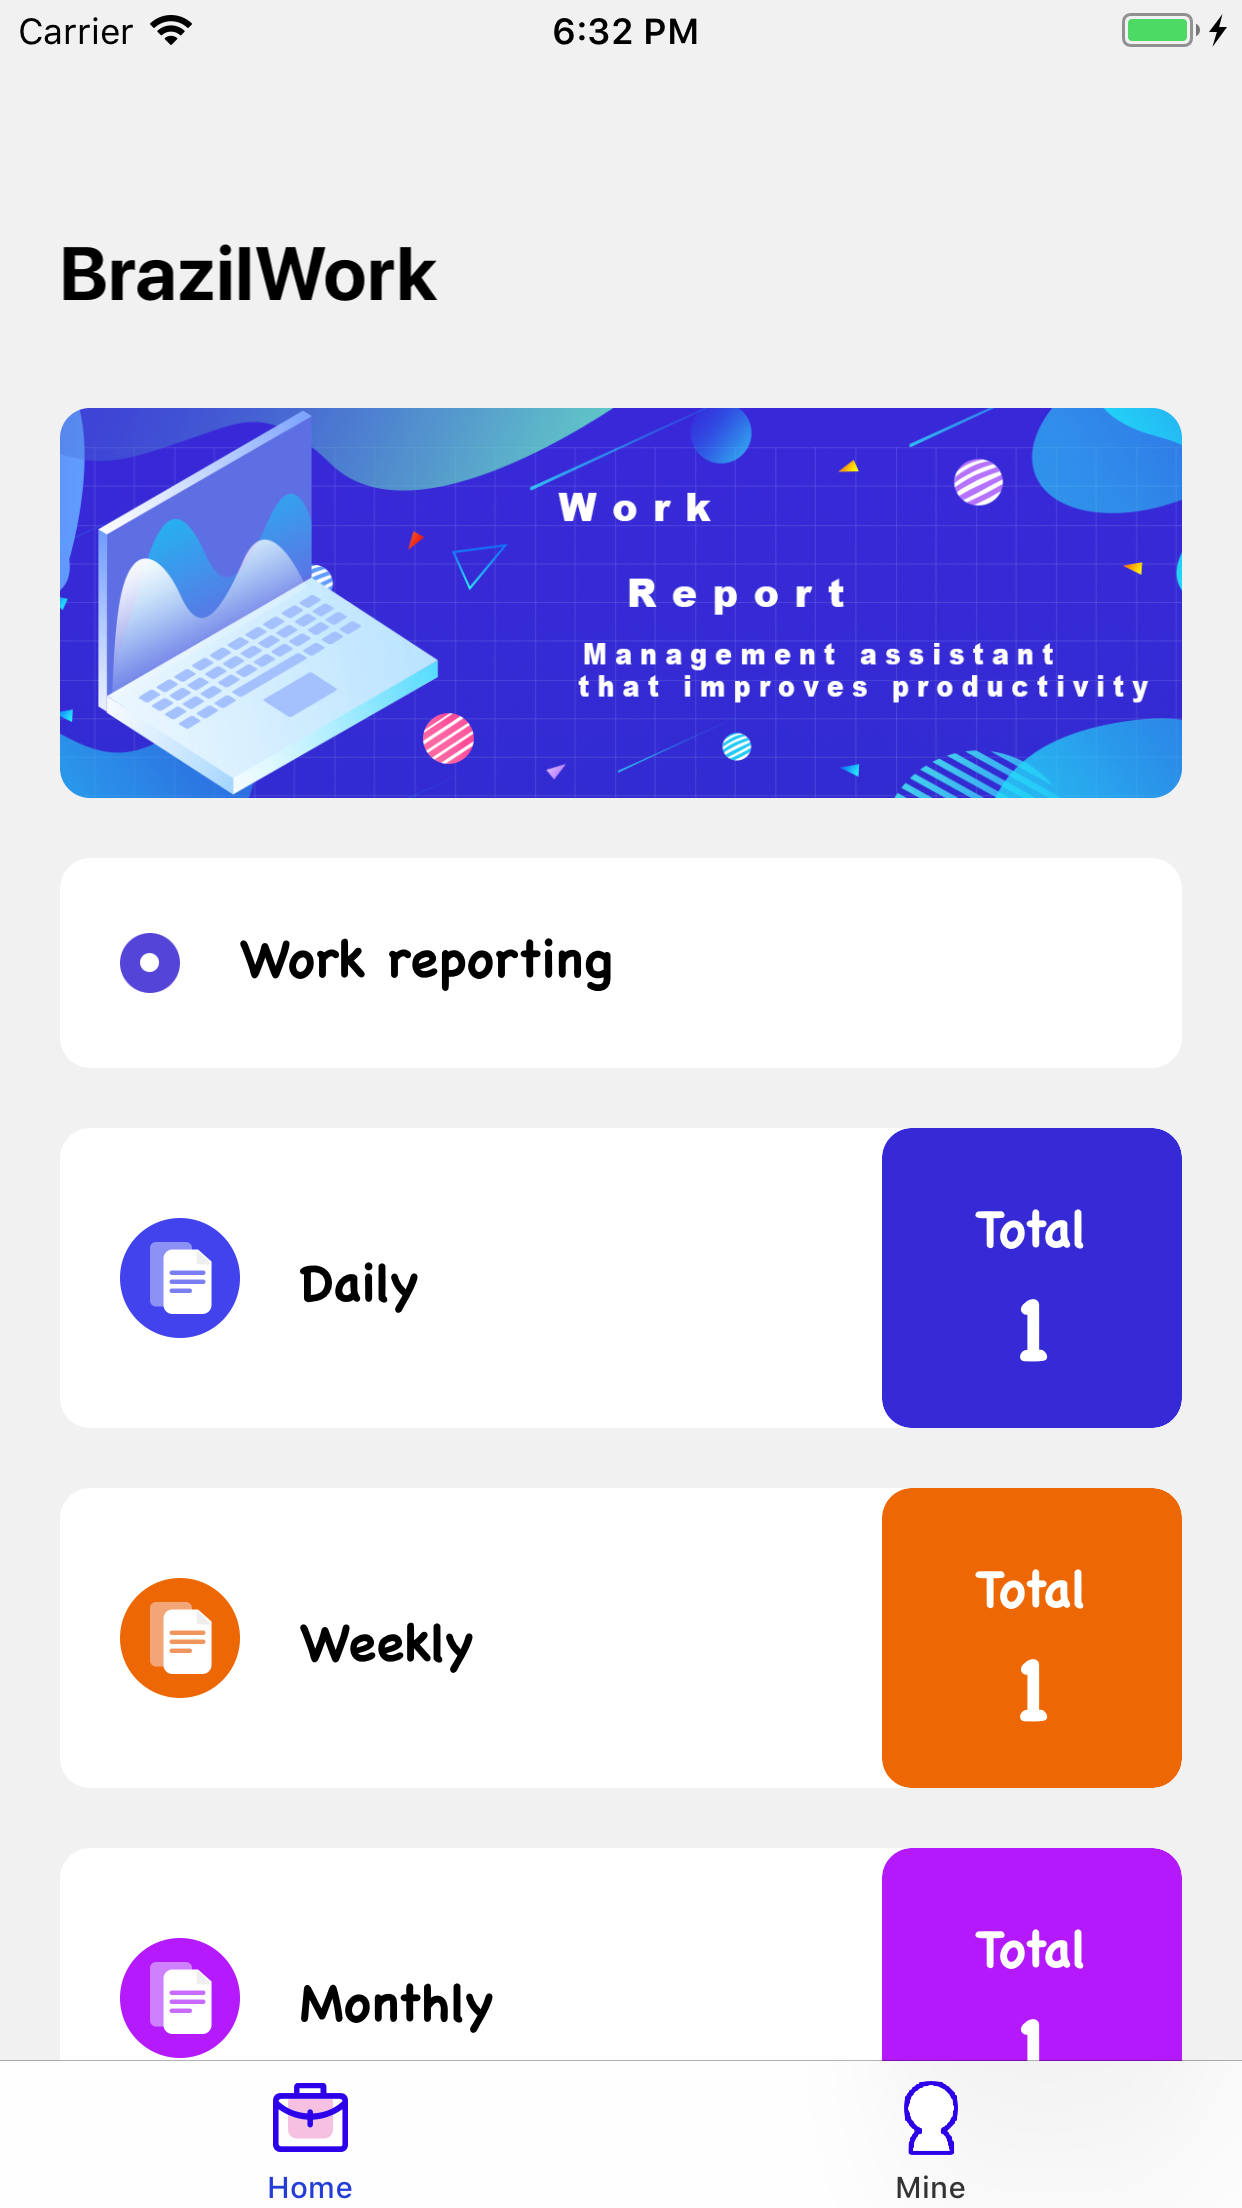 Carrier 6:32 PM
BrazilWork
Work
Report
Management assistant
that improves productivity
Work reporting
Daily
Total
1
Weekly
Total
1
Monthly
Total
1
Home
Mine